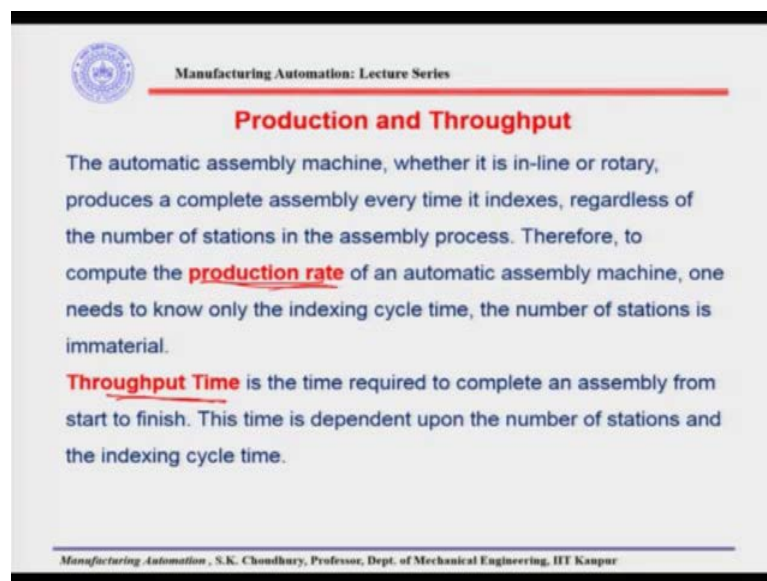 Manufacturing Automation: Lecture Series
Production and Throughput
The automatic assembly machine, whether it is in-line or rotary,
produces a complete assembly every time it indexes, regardless of
the number of stations in the assembly process. Therefore, to
compute the production rate of an automatic assembly machine, one
needs to know only the indexing cycle time, the number of stations is
immaterial.
Throughput Time is the time required to complete an assembly from
start to finish. This time is dependent upon the number of stations and
the indexing cycle time.
Manufacturing Automation , S.K. Choudhury, Professor, Dept. of Mechanical Engineering, IIT Kanpur